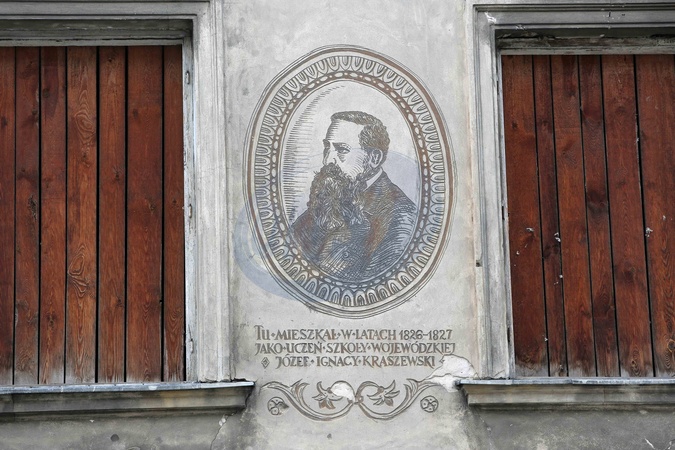 TU·MIESZKAŁ·W·LATACH 1826-1827
JAKO·UCZEŃ·SZKOŁY·WOJEWÓDZKIEJ
JÓZEF·IGNACY·KRASZEWSKI